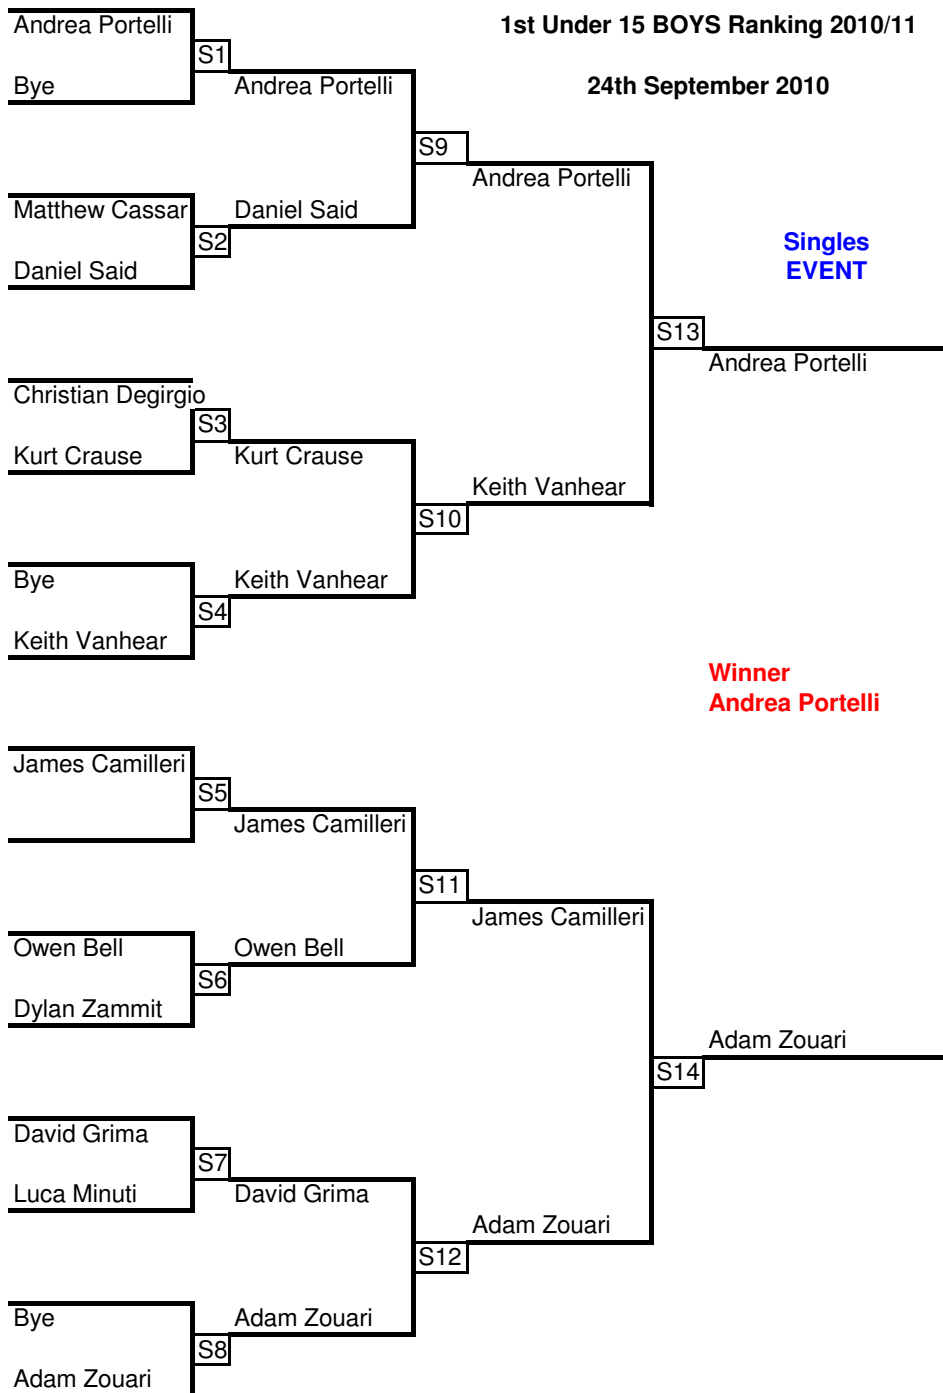 Andrea Portelli
1st Under 15 BOYS Ranking 2010/11
S1
Bye
Andrea Portelli
24th September 2010
S9
Andrea Portelli
Matthew Cassar
Daniel Said
S2
Singles
EVENT
Daniel Said
S13
Andrea Portelli
Christian Degirgio
S3
Kurt Crause
Kurt Crause
Keith Vanhear
S10
Bye
Keith Vanhear
S4
Keith Vanhear
Winner
Andrea Portelli
James Camilleri
S5
James Camilleri
S11
James Camilleri
Owen Bell
Owen Bell
S6
Dylan Zammit
Adam Zouari
S14
David Grima
S7
Luca Minuti
David Grima
Adam Zouari
S12
Bye
Adam Zouari
S8
Adam Zouari